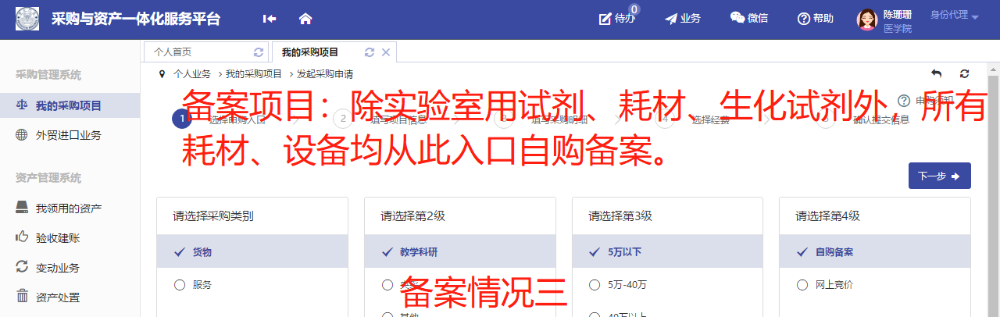 采购与资产一体化服务平台
待办
0
业务
微信
帮助
陈珊珊
医学院
身份代理
采购管理系统
我的采购项目
外贸进口业务
资产管理系统
我领用的资产
验收建账
变动业务
资产处置
个人首页
我的采购项目
个人业务 > 我的采购项目 > 发起采购申请
申购须知
1 选择申购入口
2 填写项目信息
3 填写采购明细
4 选择经费
5 确认提交信息
备案项目：除实验室用试剂、耗材、生化试剂外，所有
耗材、设备均从此入口自购备案。
下一步
请选择采购类别
货物
服务
请选择第2级
教学科研
其他
请选择第3级
5万以下
5万-40万
40万以上
请选择第4级
自购备案
网上竞价
备案情况三